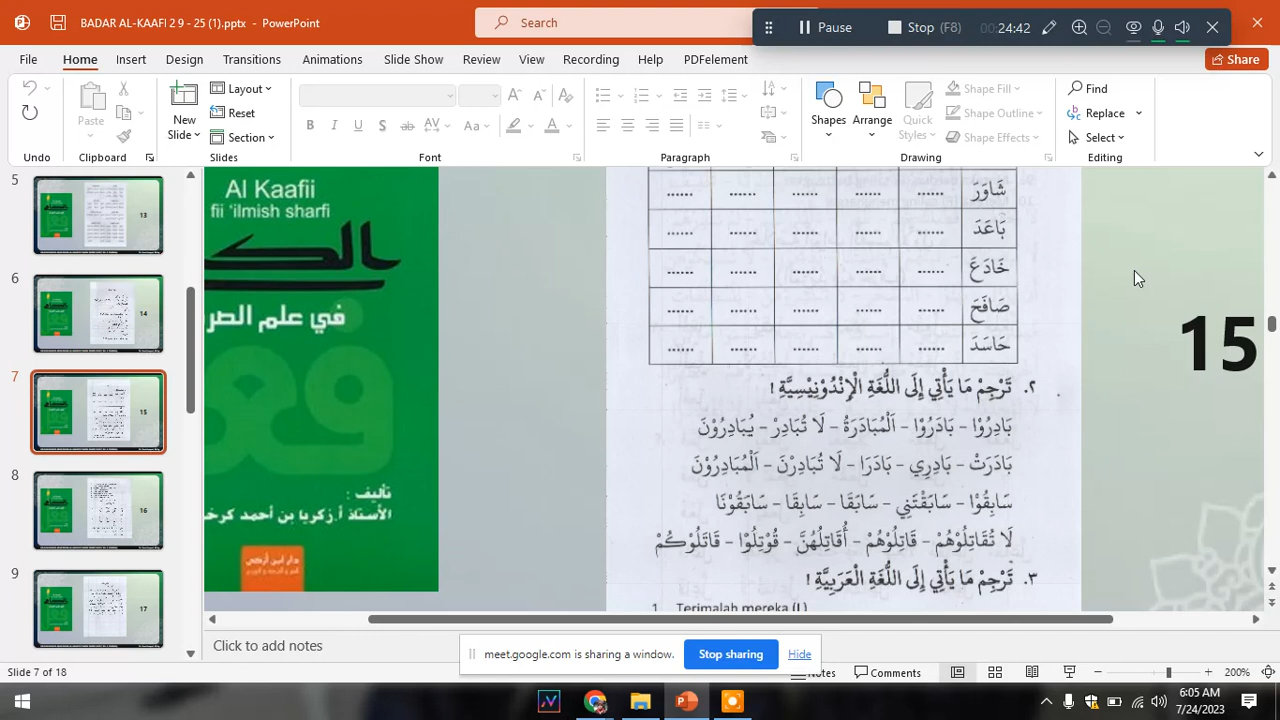 BADAR AL-KAAFI 2 9 - 25 (1).pptx - PowerPoint
Search
Pause
Stop (F8)
00:24:42
File
Home
Insert
Design
Transitions
Animations
Slide Show
Review
View
Recording
Help
PDFelement
Share
Undo
Paste
Clipboard
New
Slide
Layout
Reset
Section
Slides
Font
Paragraph
Shapes
Arrange
Quick
Styles
Shape Fill
Shape Outline
Shape Effects
Drawing
Find
Replace
Select
Editing
5
13
6
14
7
15
8
16
9
17
Al Kaafii
fii 'ilmish sharfi
في علم الصر
تأليف :
الأستاذ أ.زكريا بن أحمد كرخ
شَاوَرَ ...... ...... ...... ...... ......
بَاعَدَ ...... ...... ...... ...... ......
خَادَعَ ...... ...... ...... ...... ......
صَافَحَ ...... ...... ...... ...... ......
حَاسَدَ ...... ...... ...... ...... ......
٢. تَرْجِمْ مَا يَأْتِي إِلَى اللُّغَةِ الْإِنْدُوْنِيْسِيَّةِ !
بَادِرُوْا - بَادَرُوْا - اَلْمُبَادَرَةُ - لَا تُبَادِرْ - يُبَادِرُوْنَ
بَادَرَتْ - بَادِرِي - بَادَرَا - لَا تُبَادِرْنَ - اَلْمُبَادِرُوْنَ
سَابِقُوْا - سَابَقْتَنِي - سَابَقَا - سَابِقَا - سَابَقُوْنَا
لَا تُقَاتِلُوْهُمْ - قَاتِلُوْهُمْ - أُقَاتِلُهُنَّ - قُوْتِلُوْا - قَاتَلُوْكُمْ
٣. تَرْجِمْ مَا يَأْتِي إِلَى اللُّغَةِ الْعَرَبِيَّةِ !
1. Terimalah mereka (L)
15
Click to add notes
meet.google.com is sharing a window.
Stop sharing
Hide
Slide 7 of 18
Notes
Comments
200%
6:05 AM
7/24/2023